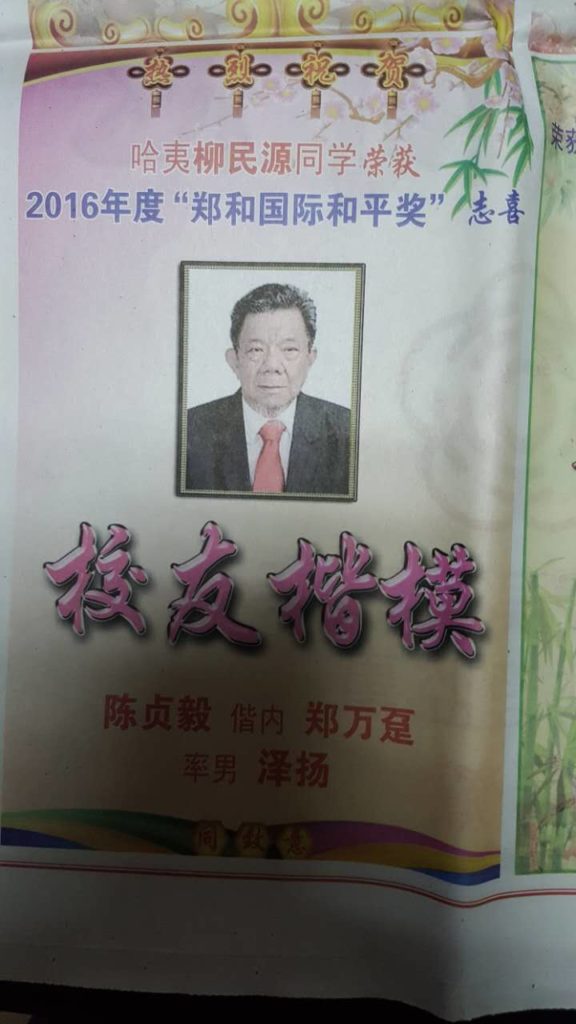 热烈祝贺
哈夷柳民源同学荣获
2016年度“郑和国际和平奖” 志喜
校友楷模
陈贞毅 偕内 郑万趸
率男 泽扬
同致意
荣获